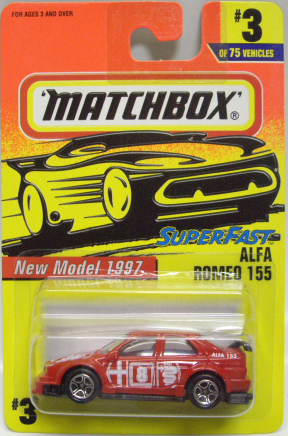 FOR AGES 3 AND OVER
#3
OF 75 VEHICLES
MATCHBOX®
SUPERFAST™
ALFA
ROMEO 155
New Model 1997
ALFA 155
8
#3